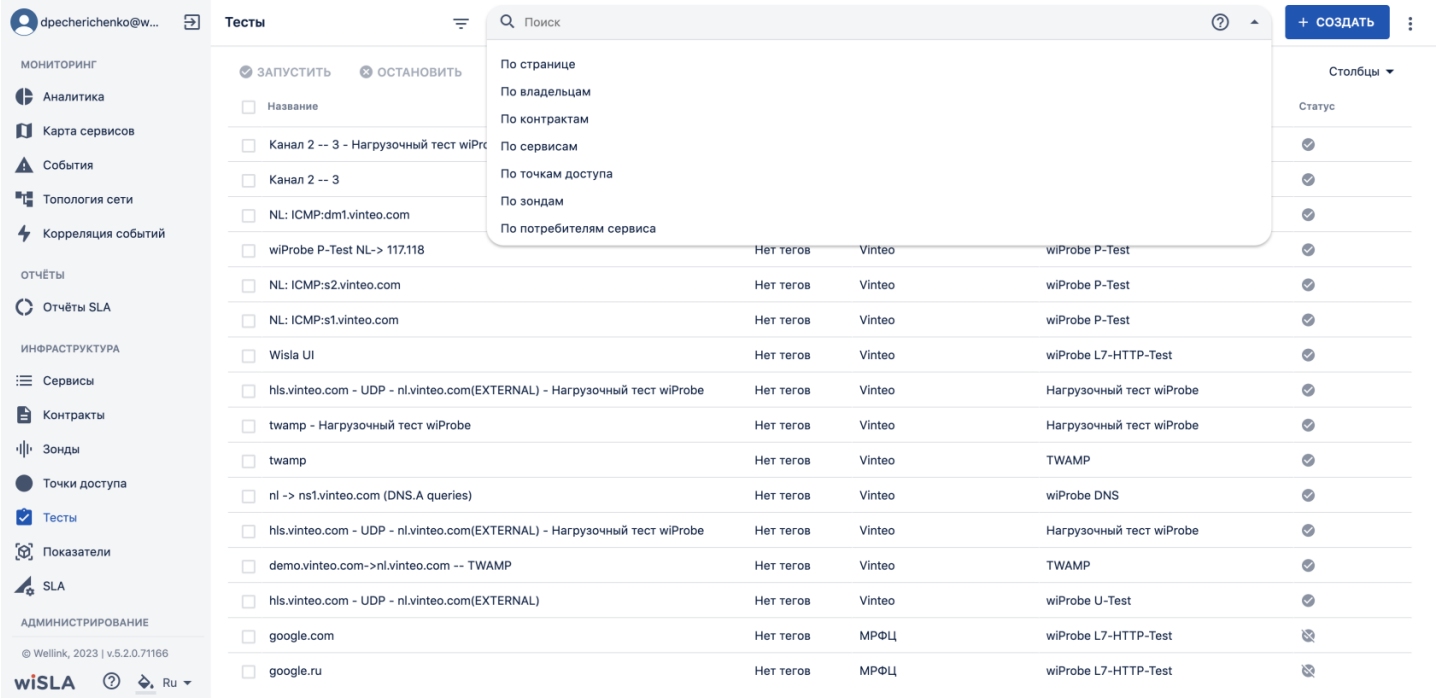 dpecherichenko@w...
Тесты
Поиск
+ СОЗДАТЬ
МОНИТОРИНГ
Аналитика
Карта сервисов
События
Топология сети
Корреляция событий
ОТЧЁТЫ
Отчёты SLA
ИНФРАСТРУКТУРА
Сервисы
Контракты
Зонды
Точки доступа
Тесты
Показатели
SLA
АДМИНИСТРИРОВАНИЕ
© Wellink, 2023 | v.5.2.0.71166
wiSLA Ru
ЗАПУСТИТЬ ОСТАНОВИТЬ
Столбцы
По странице
По владельцам
По контрактам
По сервисам
По точкам доступа
По зондам
По потребителям сервиса
Название Статус
Канал 2 -- 3 - Нагрузочный тест wiPro
Канал 2 -- 3
NL: ICMP:dm1.vinteo.com
wiProbe P-Test NL-> 117.118 Нет тегов Vinteo wiProbe P-Test
NL: ICMP:s2.vinteo.com Нет тегов Vinteo wiProbe P-Test
NL: ICMP:s1.vinteo.com Нет тегов Vinteo wiProbe P-Test
Wisla UI Нет тегов Vinteo wiProbe L7-HTTP-Test
hls.vinteo.com - UDP - nl.vinteo.com(EXTERNAL) - Нагрузочный тест wiProbe Нет тегов Vinteo Нагрузочный тест wiProbe
twamp - Нагрузочный тест wiProbe Нет тегов Vinteo Нагрузочный тест wiProbe
twamp Нет тегов Vinteo TWAMP
nl -> ns1.vinteo.com (DNS.A queries) Нет тегов Vinteo wiProbe DNS
hls.vinteo.com - UDP - nl.vinteo.com(EXTERNAL) - Нагрузочный тест wiProbe Нет тегов Vinteo Нагрузочный тест wiProbe
demo.vinteo.com->nl.vinteo.com -- TWAMP Нет тегов Vinteo TWAMP
hls.vinteo.com - UDP - nl.vinteo.com(EXTERNAL) Нет тегов Vinteo wiProbe U-Test
google.com Нет тегов МРФЦ wiProbe L7-HTTP-Test
google.ru Нет тегов МРФЦ wiProbe L7-HTTP-Test